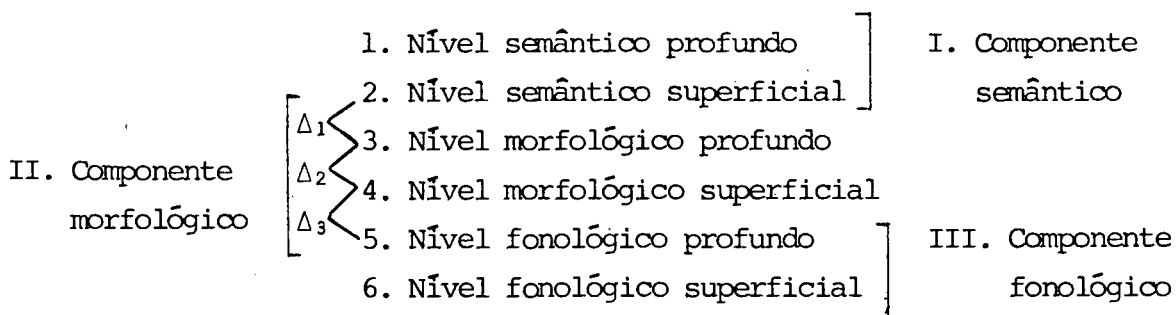 1. Nível semântico profundo I. Componente
2. Nível semântico superficial semântico
Δ1
3. Nível morfológico profundo
II. Componente Δ2
4. Nível morfológico superficial
morfológico Δ3
5. Nível fonológico profundo III. Componente
6. Nível fonológico superficial fonológico